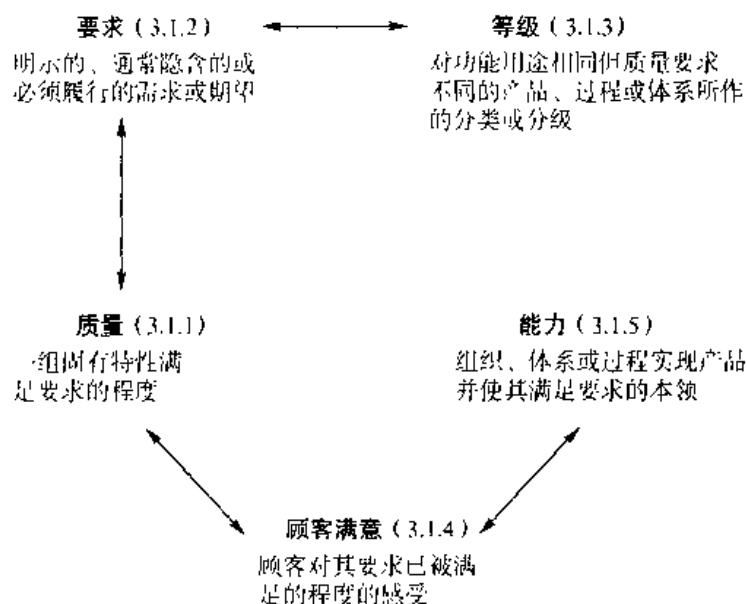 要求（3.1.2）
明示的、通常隐含的或
必须履行的需求或期望
等级（3.1.3）
对功能用途相同但质量要求
不同的产品、过程或体系所作
的分类或分级
质量（3.1.1）
一组固有特性满
足要求的程度
能力（3.1.5）
组织、体系或过程实现产品
并使其满足要求的本领
顾客满意（3.1.4）
顾客对其要求已被满
足的程度的感受